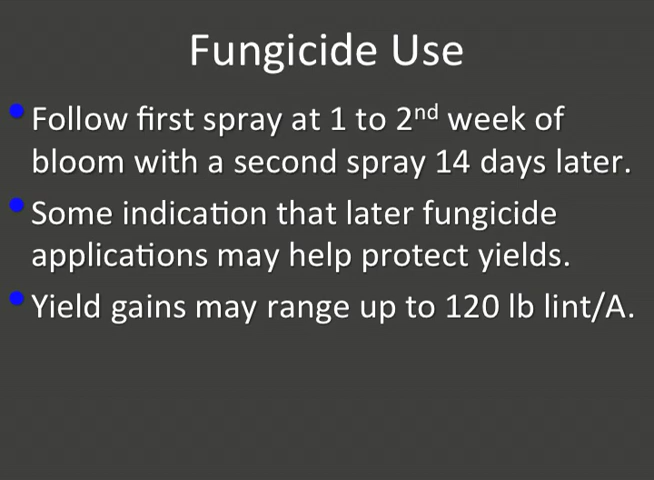 Fungicide Use
• Follow first spray at 1 to 2nd week of
bloom with a second spray 14 days later.
• Some indication that later fungicide
applications may help protect yields.
• Yield gains may range up to 120 lb lint/A.